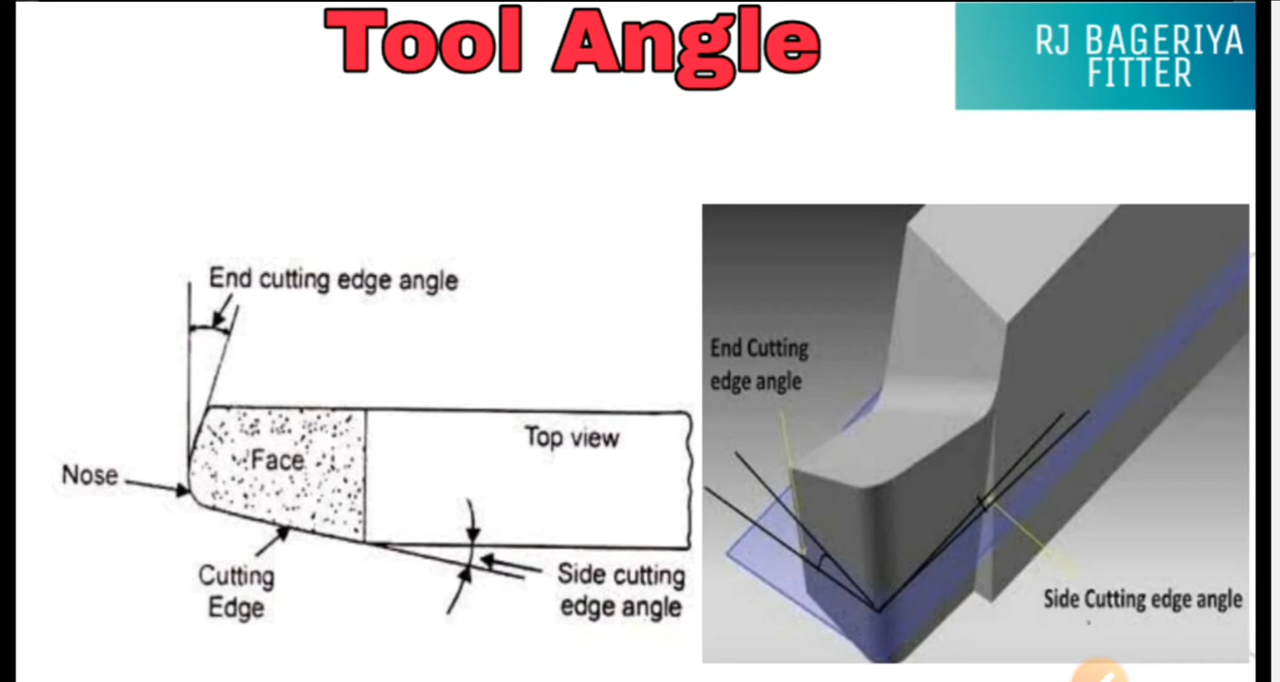 Tool Angle
RJ BAGERIYA
FITTER
End cutting edge angle
Top view
Face
Nose
Cutting
Edge
Side cutting
edge angle
End Cutting
edge angle
Side Cutting edge angle